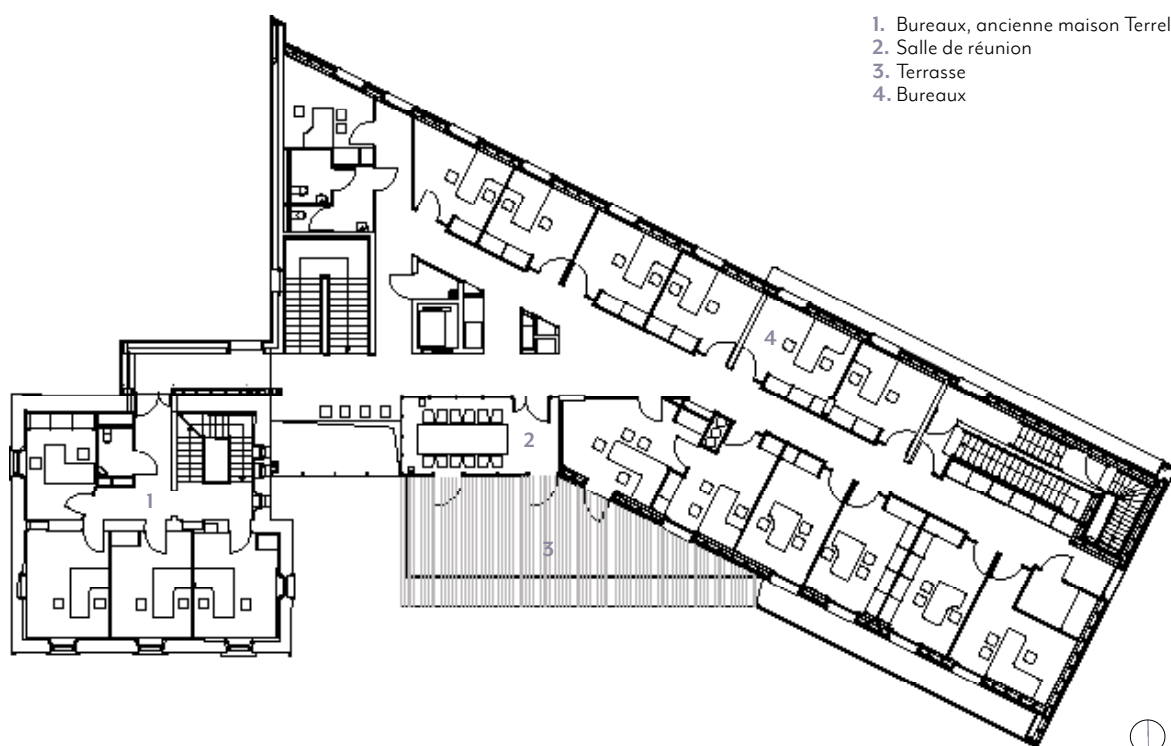 1. Bureaux, ancienne maison Terrel
2. Salle de réunion
3. Terrasse
4. Bureaux
4
2
1
3